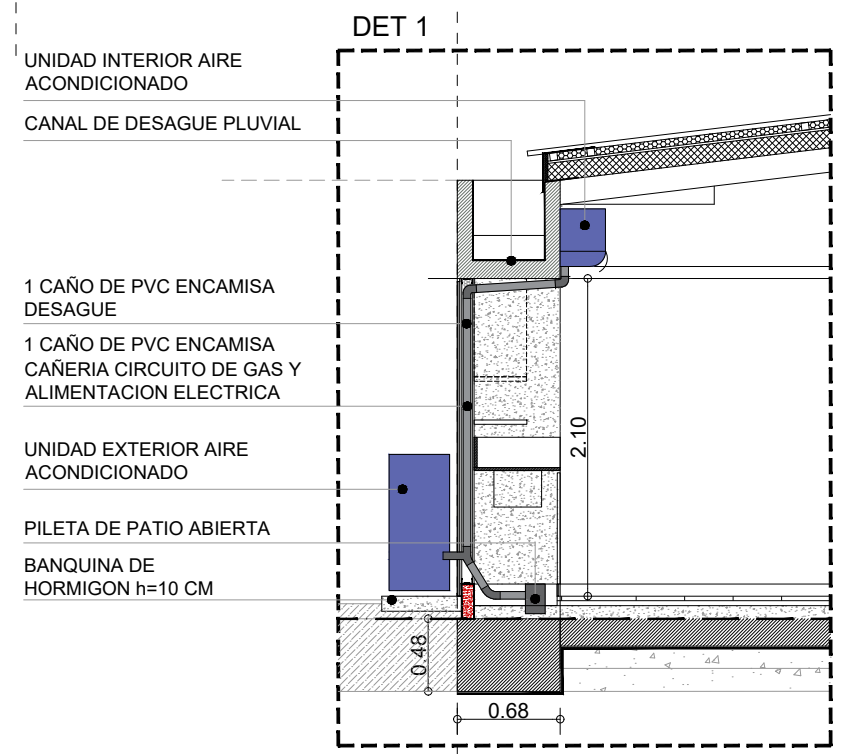 DET 1
UNIDAD INTERIOR AIRE
ACONDICIONADO
CANAL DE DESAGUE PLUVIAL
1 CAÑO DE PVC ENCAMISA
DESAGUE
1 CAÑO DE PVC ENCAMISA
CAÑERIA CIRCUITO DE GAS Y
ALIMENTACION ELECTRICA
UNIDAD EXTERIOR AIRE
ACONDICIONADO
PILETA DE PATIO ABIERTA
BANQUINA DE
HORMIGON h=10 CM
2.10
0.48
0.68